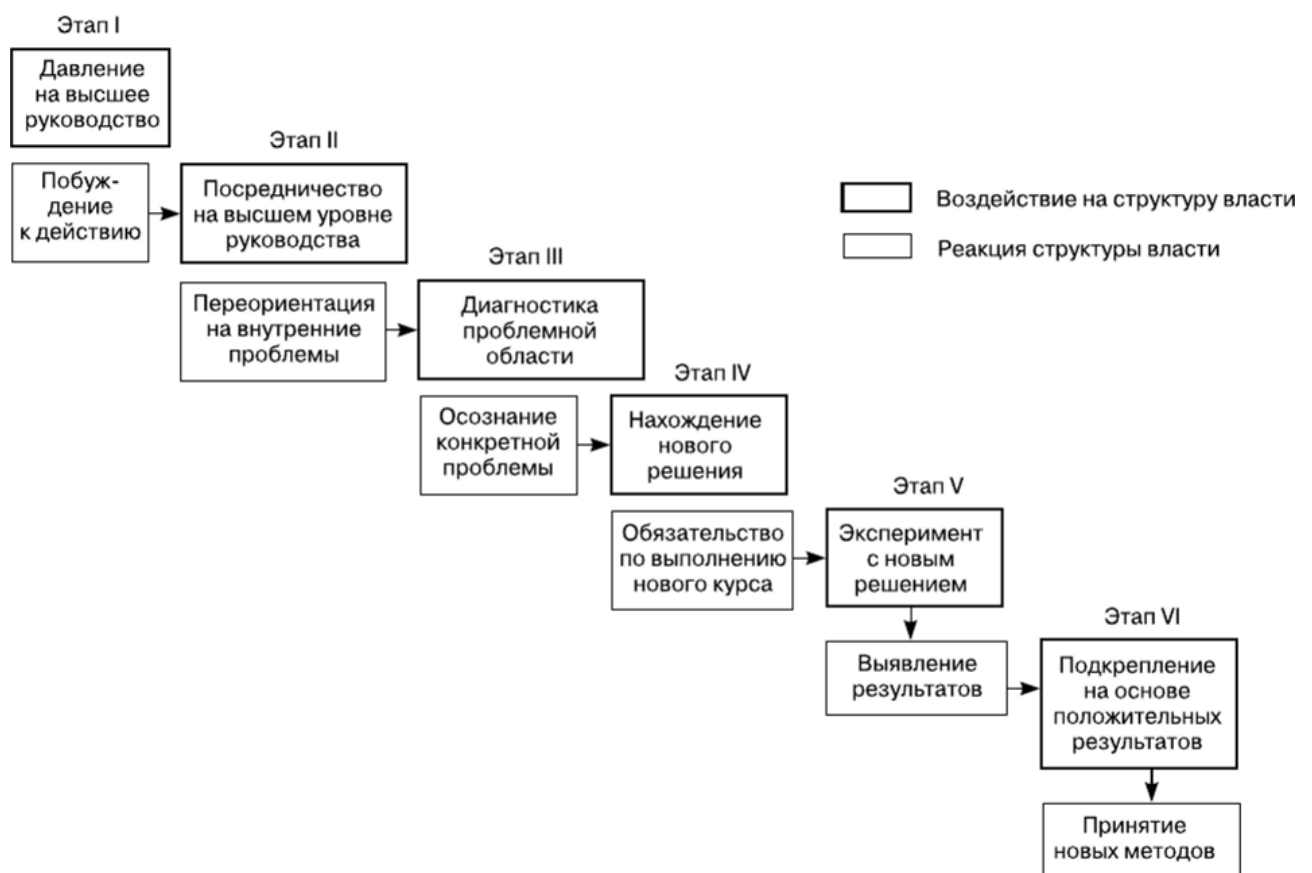 Этап I
Давление
на высшее
руководство
Побуж-
дение
к действию
Этап II
Посредничество
на высшем уровне
руководства
Переориентация
на внутренние
проблемы
Этап III
Диагностика
проблемной
области
Осознание
конкретной
проблемы
Этап IV
Нахождение
нового
решения
Обязательство
по выполнению
нового курса
Этап V
Эксперимент
с новым
решением
Выявление
результатов
Этап VI
Подкрепление
на основе
положительных
результатов
Принятие
новых методов
Воздействие на структуру власти
Реакция структуры власти